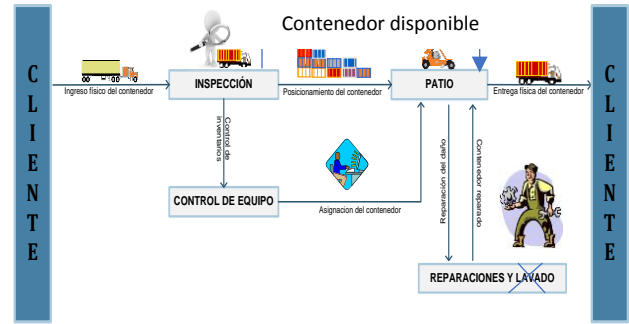 Contenedor disponible
CLIENTE
Ingreso físico del contenedor
INSPECCIÓN
Posicionamiento del contenedor
PATIO
Entrega física del contenedor
CLIENTE
Control de
inventarios
CONTROL DE EQUIPO
Asignacion del contenedor
Reparación del daño
Contenedor reparado
REPARACIONES Y LAVADO